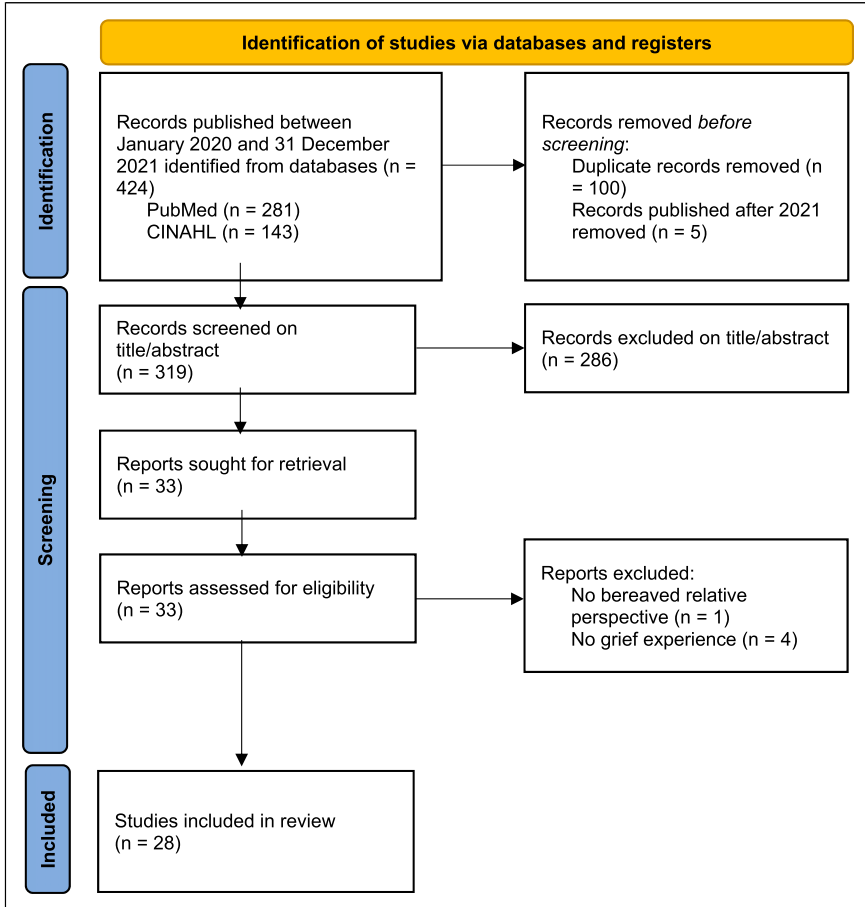 Identification of studies via databases and registers
Identification
Records published between
January 2020 and 31 December
2021 identified from databases (n =
424)
PubMed (n = 281)
CINAHL (n = 143)
Records removed before
screening:
Duplicate records removed (n
= 100)
Records published after 2021
removed (n = 5)
Screening
Records screened on
title/abstract
(n = 319)
Records excluded on title/abstract
(n = 286)
Reports sought for retrieval
(n = 33)
Reports assessed for eligibility
(n = 33)
Reports excluded:
No bereaved relative
perspective (n = 1)
No grief experience (n = 4)
Included
Studies included in review
(n = 28)